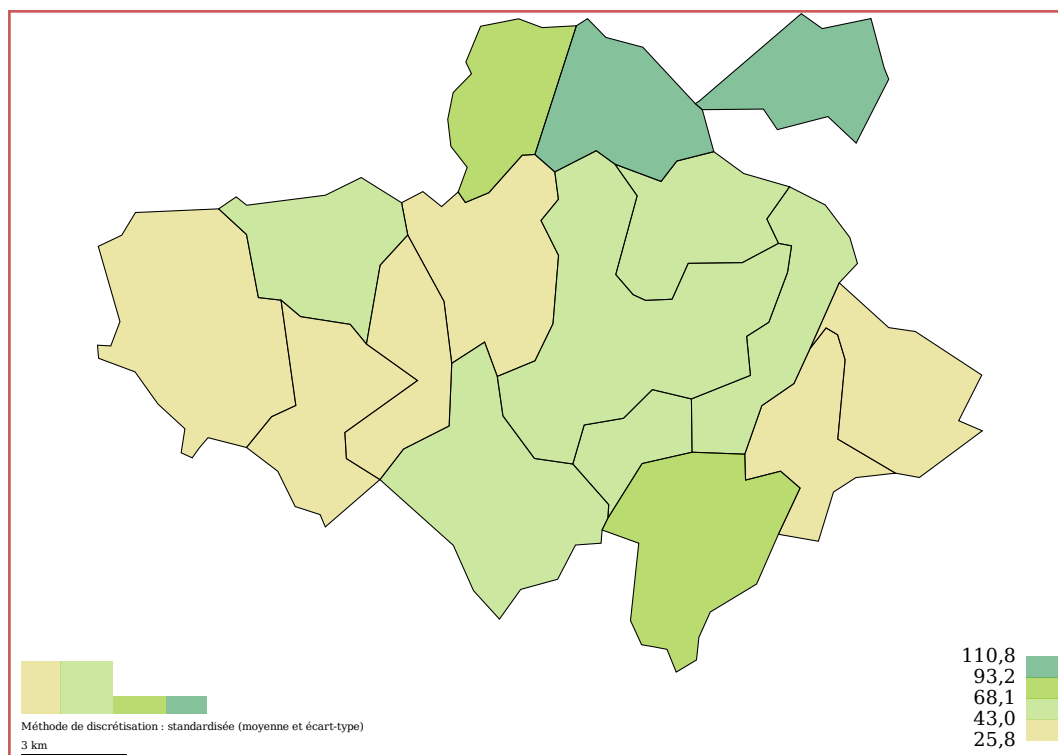 110,8
93,2
68,1
43,0
25,8
Méthode de discrétisation : standardisée (moyenne et écart-type)
3 km